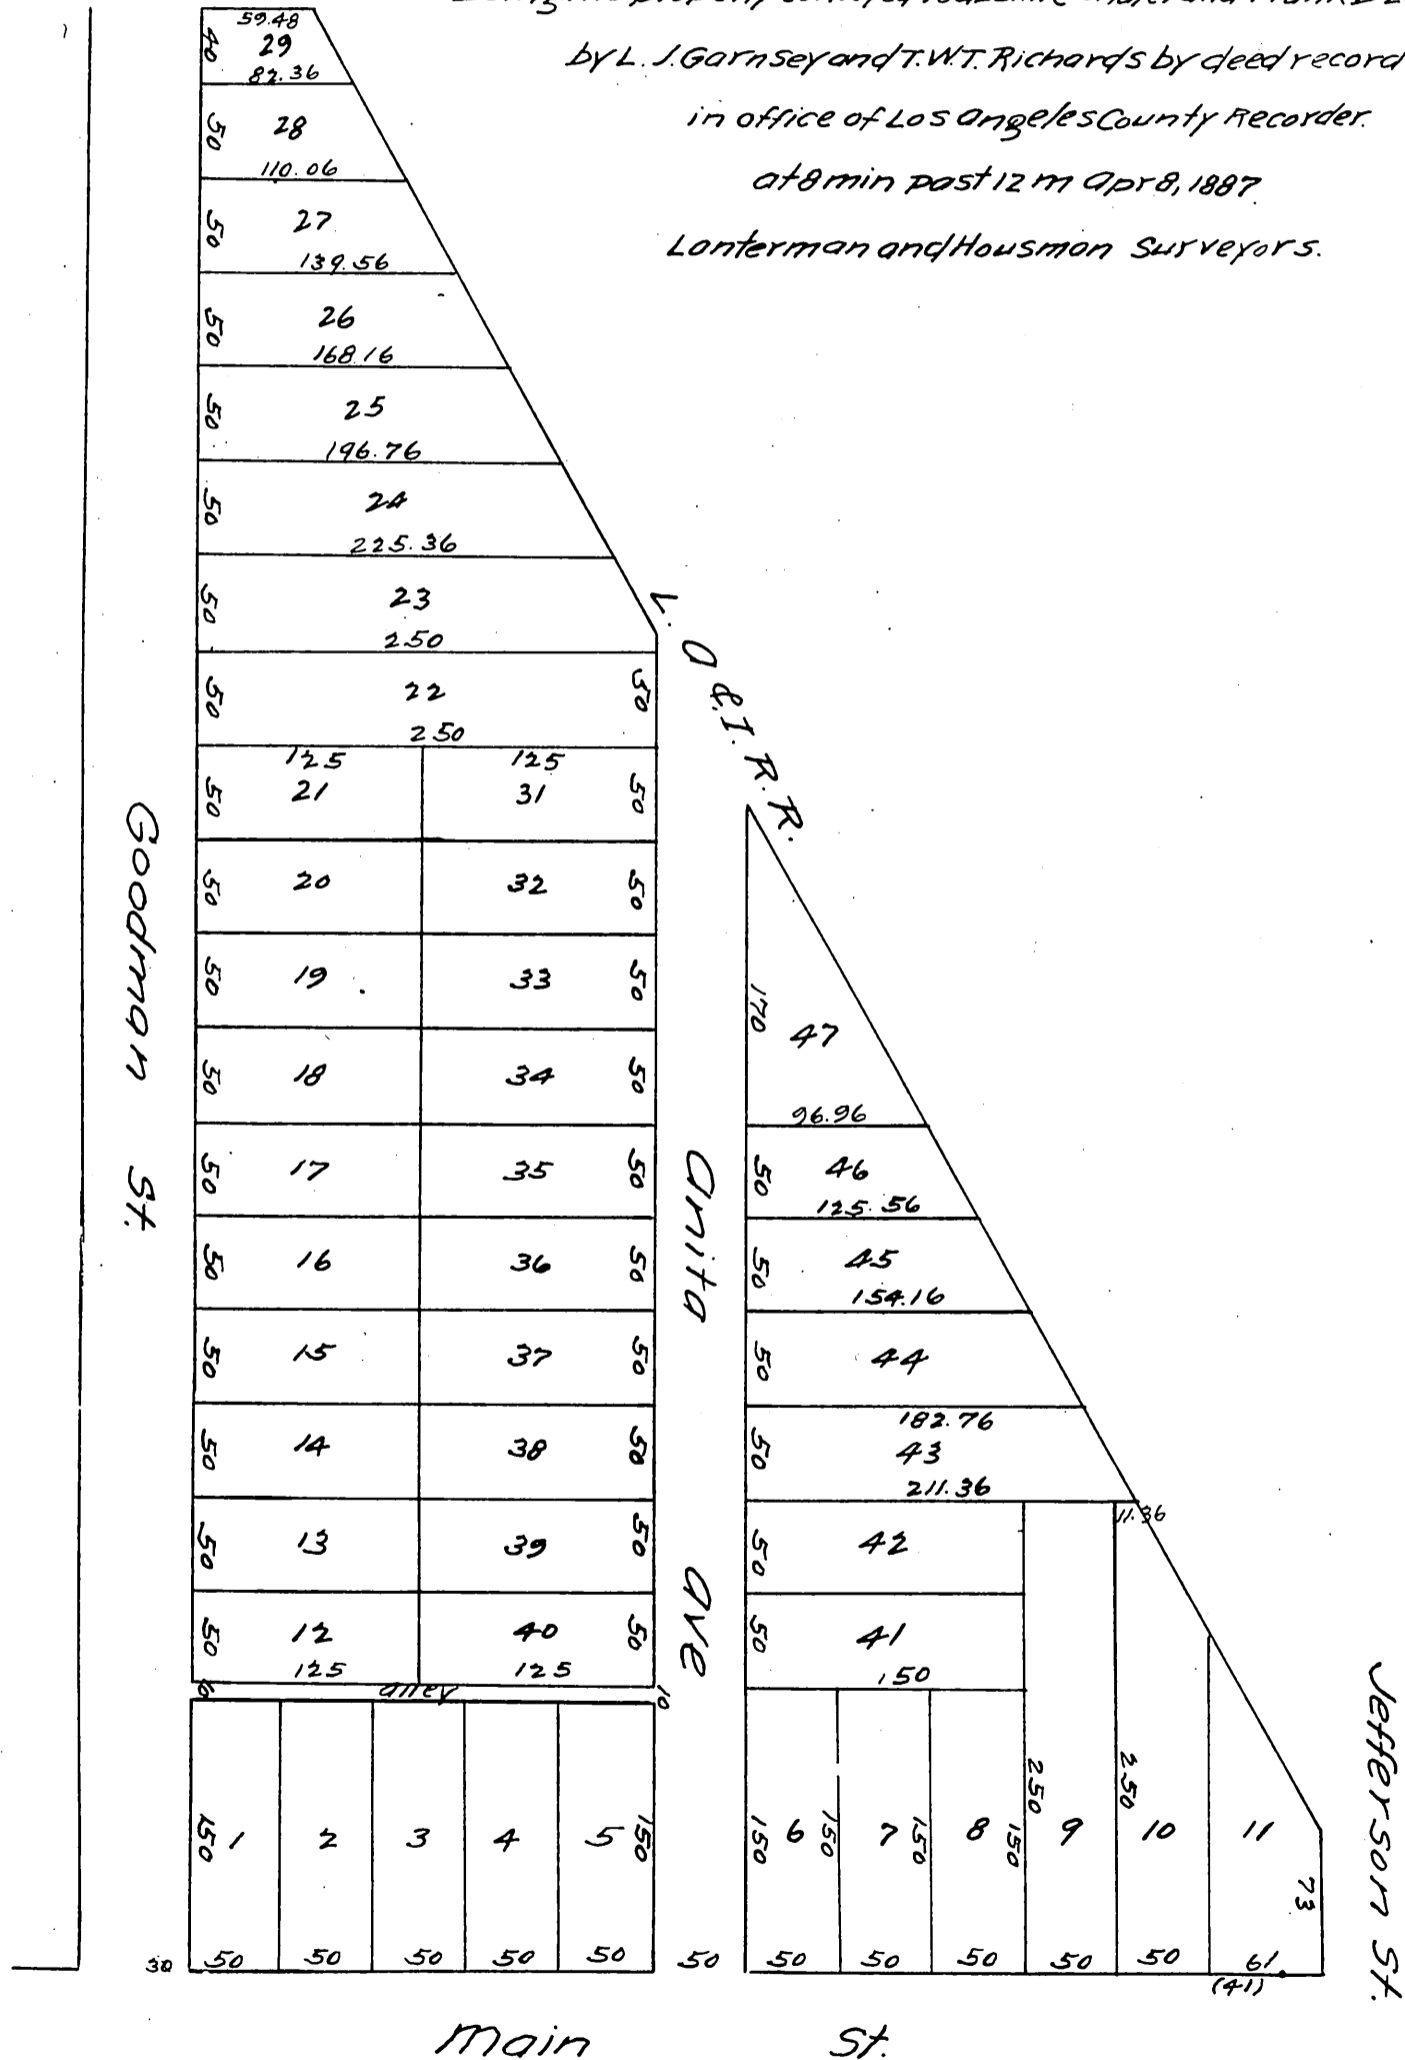 by L. J. Garnsey and T. W. T. Richards by deed record
in office of Los Angeles County Recorder.
at 8 min past 12 m Apr 8, 1887.
Lanterman and Housman Surveyors.
59.48
40 29
82.36
50 28
110.06
50 27
139.56
50 26
168.16
50 25
196.76
50 24
225.36
50 23
250
50 22 50
250
125 125
50 21 31 50
50 20 32 50
50 19 33 50
50 18 34 50
50 17 35 50
50 16 36 50
50 15 37 50
50 14 38 50
50 13 39 50
50 12 40 50
125 125
10 alley 10
150 1 2 3 4 5 150
30 50 50 50 50 50 50
Goodman St.
L. A & I. R. R.
Anita Ave
170 47
96.96
50 46
125.56
50 45
154.16
50 44
182.76
50 43
211.36
11.36
50 42
50 41
150
250 250
150 6 150 7 150 8 150 9 10 11 73
50 50 50 50 50 61
(41)
Jefferson St.
Main St.